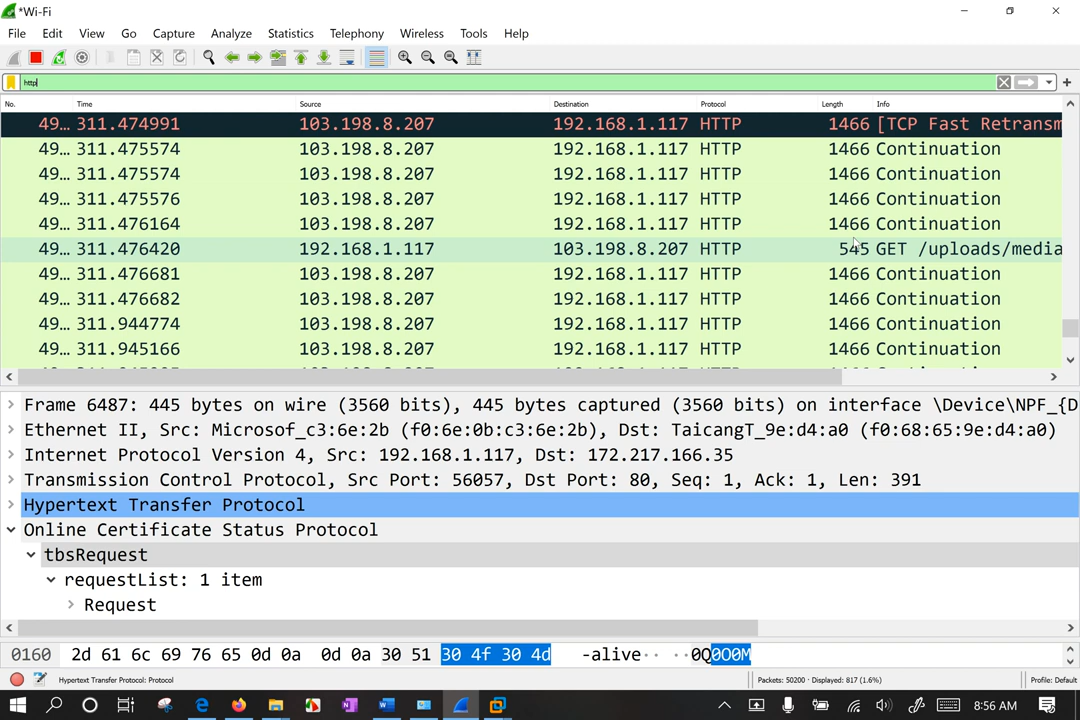 *Wi-Fi
File Edit View Go Capture Analyze Statistics Telephony Wireless Tools Help
http
No. Time Source Destination Protocol Length Info
49… 311.474991 103.198.8.207 192.168.1.117 HTTP 1466 [TCP Fast Retransm
49… 311.475574 103.198.8.207 192.168.1.117 HTTP 1466 Continuation
49… 311.475574 103.198.8.207 192.168.1.117 HTTP 1466 Continuation
49… 311.475576 103.198.8.207 192.168.1.117 HTTP 1466 Continuation
49… 311.476164 103.198.8.207 192.168.1.117 HTTP 1466 Continuation
49… 311.476420 192.168.1.117 103.198.8.207 HTTP 545 GET /uploads/media
49… 311.476681 103.198.8.207 192.168.1.117 HTTP 1466 Continuation
49… 311.476682 103.198.8.207 192.168.1.117 HTTP 1466 Continuation
49… 311.944774 103.198.8.207 192.168.1.117 HTTP 1466 Continuation
49… 311.945166 103.198.8.207 192.168.1.117 HTTP 1466 Continuation
Frame 6487: 445 bytes on wire (3560 bits), 445 bytes captured (3560 bits) on interface \Device\NPF_{D
Ethernet II, Src: Microsof_c3:6e:2b (f0:6e:0b:c3:6e:2b), Dst: TaicangT_9e:d4:a0 (f0:68:65:9e:d4:a0)
Internet Protocol Version 4, Src: 192.168.1.117, Dst: 172.217.166.35
Transmission Control Protocol, Src Port: 56057, Dst Port: 80, Seq: 1, Ack: 1, Len: 391
Hypertext Transfer Protocol
Online Certificate Status Protocol
tbsRequest
requestList: 1 item
Request
0160 2d 61 6c 69 76 65 0d 0a 0d 0a 30 51 30 4f 30 4d -alive·· ··0Q0O0M
Hypertext Transfer Protocol: Protocol Packets: 50200 · Displayed: 817 (1.6%) Profile: Default
8:56 AM